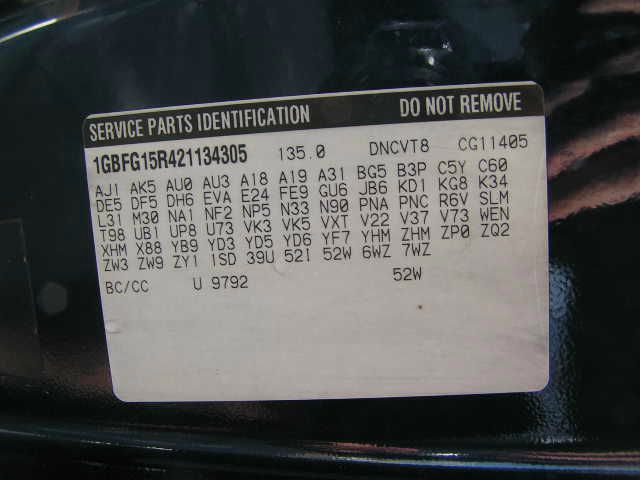 SERVICE PARTS IDENTIFICATION DO NOT REMOVE
1GBFG15R421134305 135.0 DNCVT8 CG11405
AJ1 AK5 AU0 AU3 A18 A19 A31 BG5 B3P C5Y C60
DE5 DF5 DH6 EVA E24 FE9 GU6 JB6 KD1 KG8 K34
L31 M30 NA1 NF2 NP5 N33 N90 PNA PNC R6V SLM
T98 UB1 UP8 U73 VK3 VK5 VXT V22 V37 V73 WEN
XHM X88 YB9 YD3 YD5 YD6 YF7 YHM ZHM ZP0 ZQ2
ZW3 ZW9 ZY1 1SD 39U 52I 52W 6WZ 7WZ
BC/CC U 9792 52W